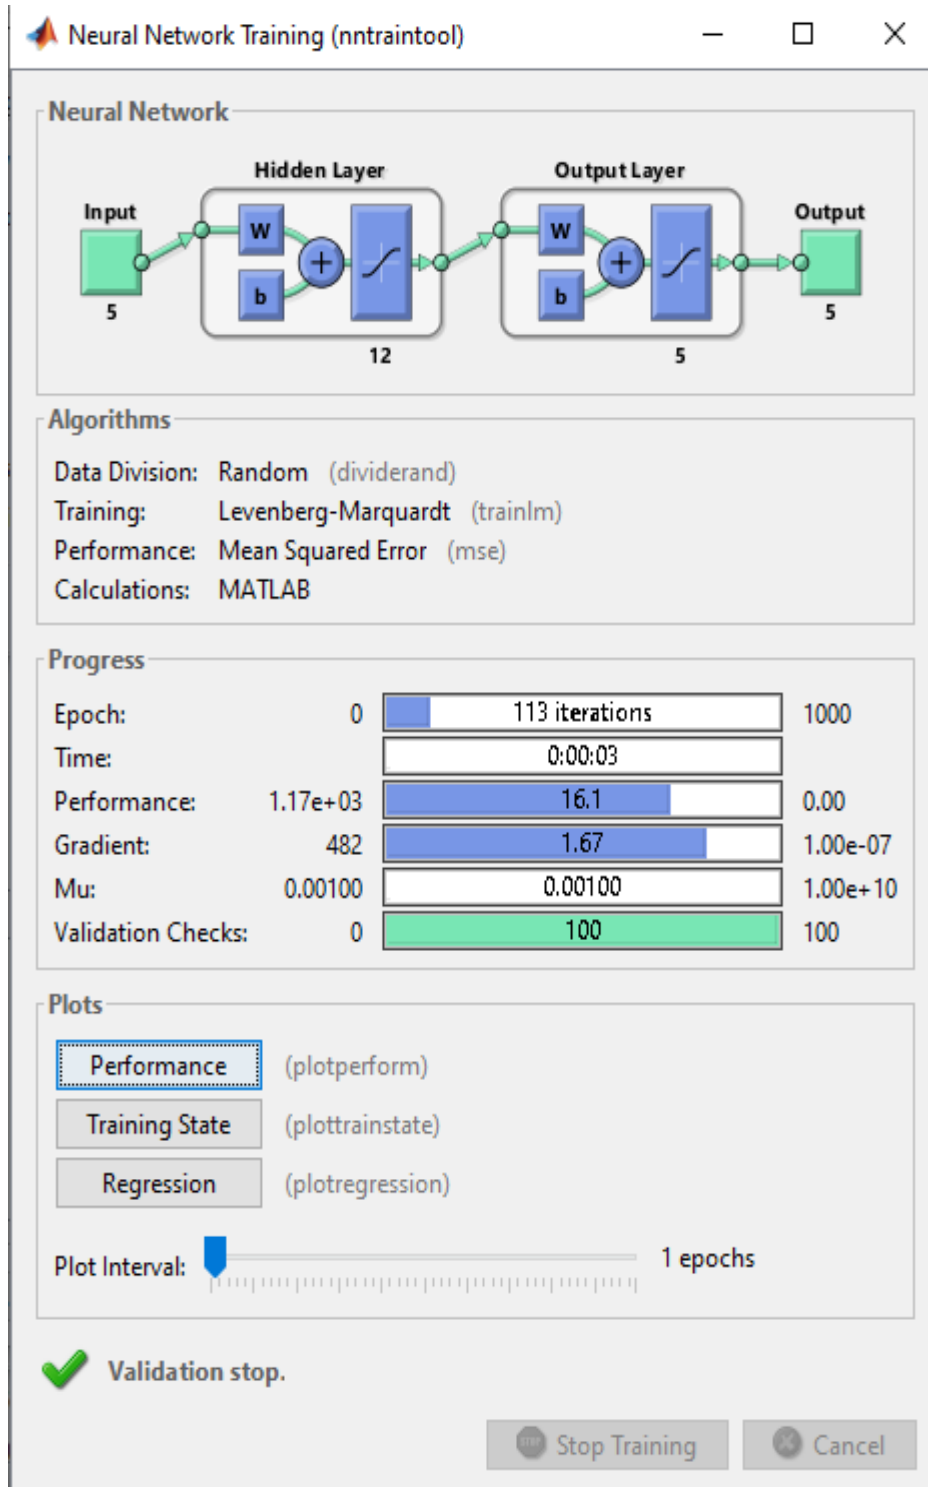 Neural Network Training (nntraintool)
Neural Network
Hidden Layer
Output Layer
Input
Output
W
b
+
W
b
+
5
12
5
5
Algorithms
Data Division: Random (dividerand)
Training: Levenberg-Marquardt (trainlm)
Performance: Mean Squared Error (mse)
Calculations: MATLAB
Progress
Epoch: 0 113 iterations 1000
Time: 0:00:03
Performance: 1.17e+03 16.1 0.00
Gradient: 482 1.67 1.00e-07
Mu: 0.00100 0.00100 1.00e+10
Validation Checks: 0 100 100
Plots
Performance (plotperform)
Training State (plottrainstate)
Regression (plotregression)
Plot Interval: 1 epochs
Validation stop.
STOP Stop Training Cancel